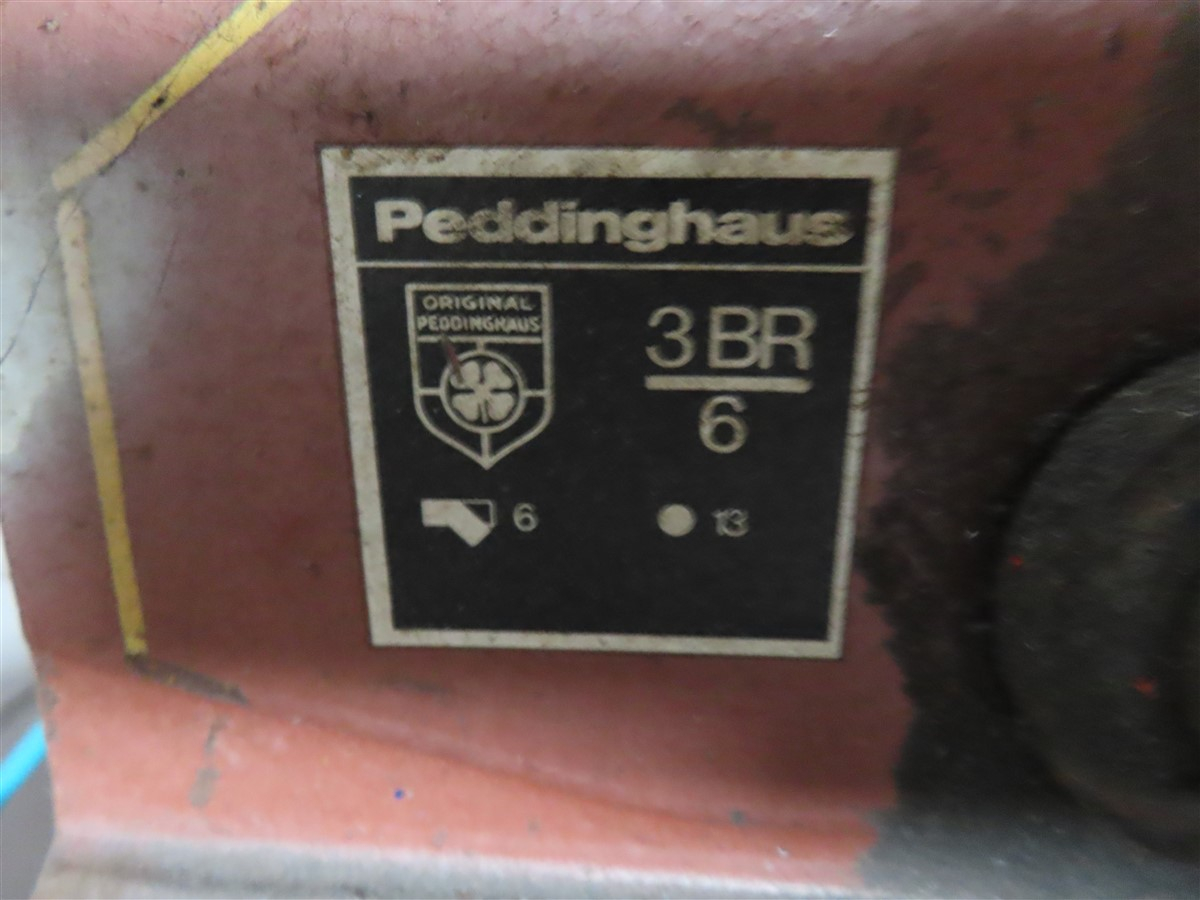 Peddinghaus
ORIGINAL
PEDDINGHAUS
3 BR
6
6
13